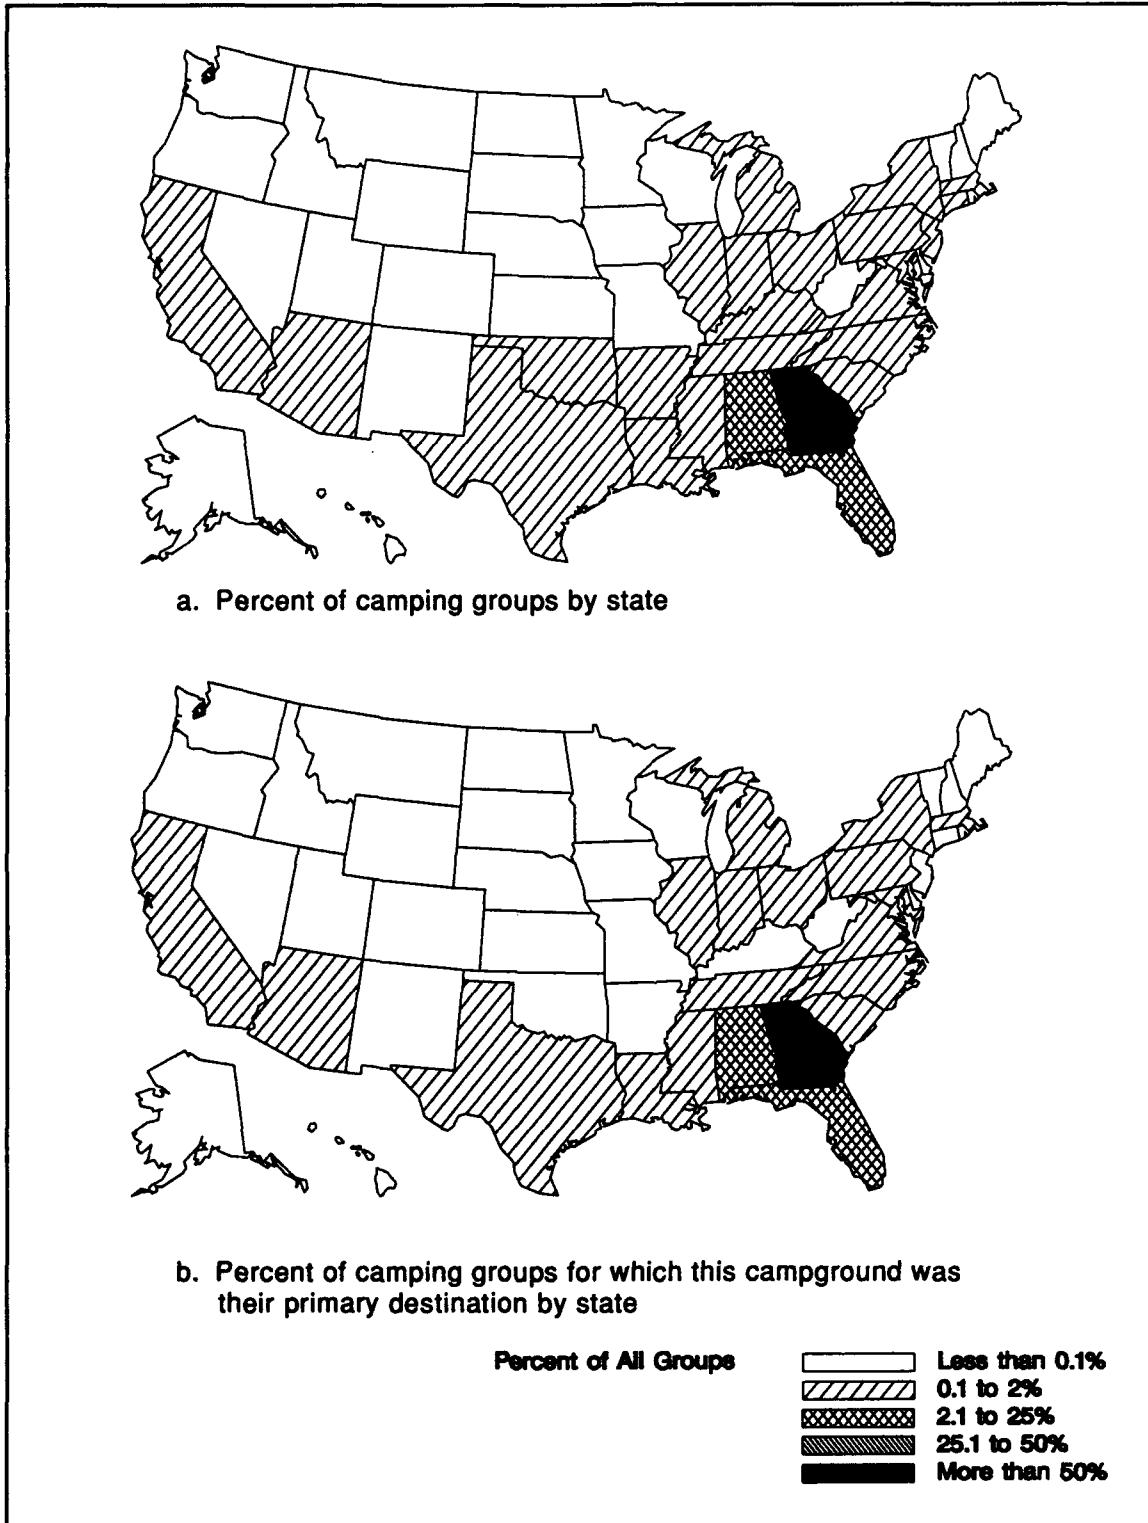 a. Percent of camping groups by state
b. Percent of camping groups for which this campground was
their primary destination by state
Percent of All Groups
Less than 0.1%
0.1 to 2%
2.1 to 25%
25.1 to 50%
More than 50%